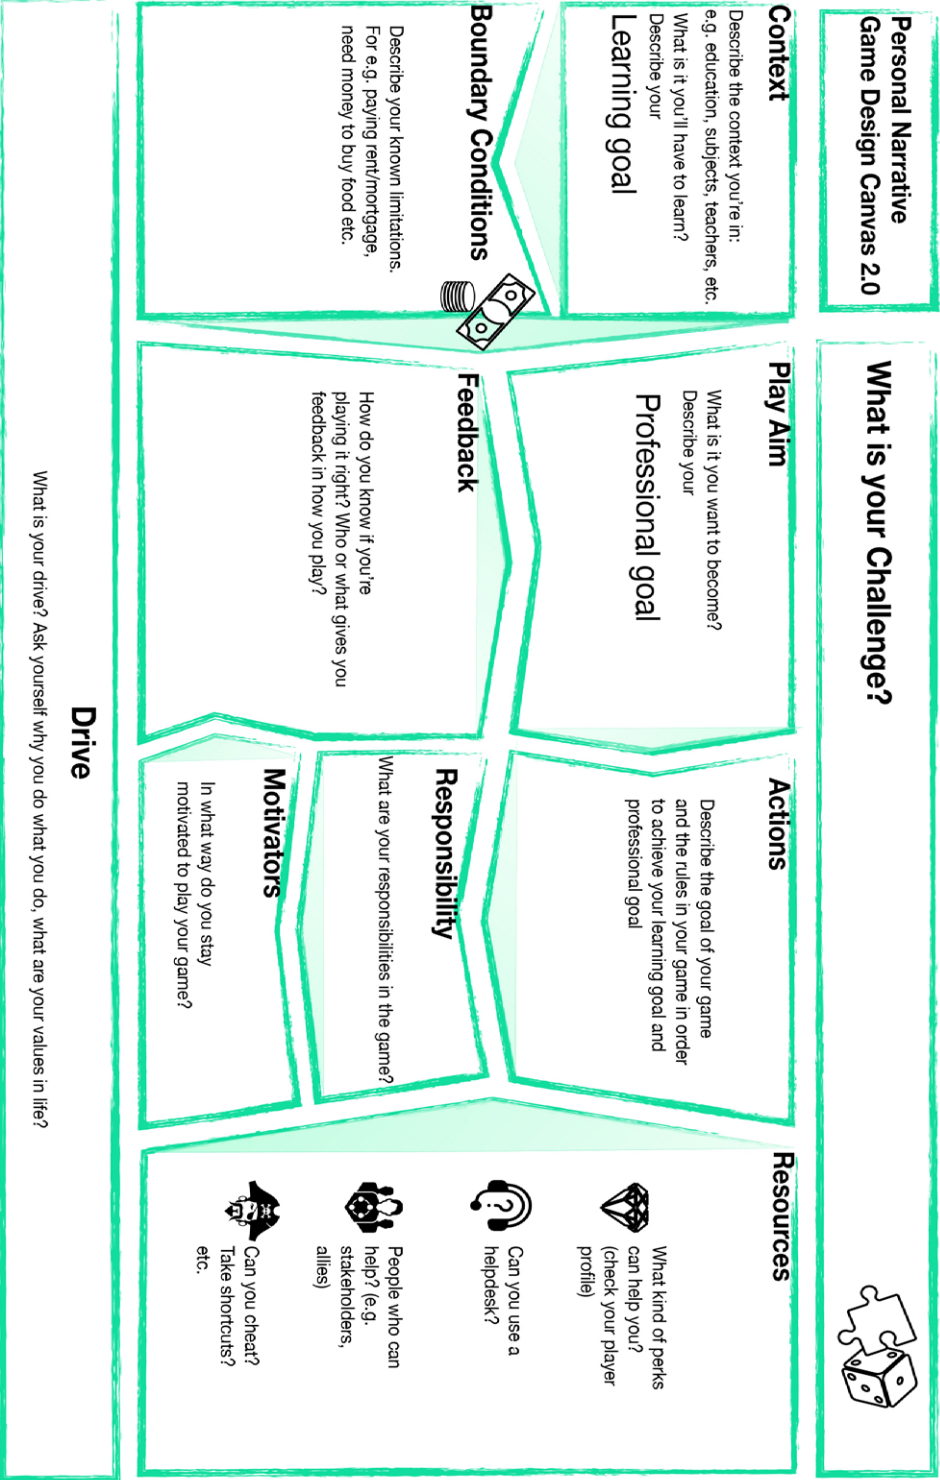 Personal Narrative
Game Design Canvas 2.0
What is your Challenge?
Context
Describe the context you're in:
e.g. education, subjects, teachers, etc.
What is it you'll have to learn?
Describe your
Learning goal
Boundary Conditions
Describe your known limitations.
For e.g. paying rent/mortgage,
need money to buy food etc.
Play Aim
What is it you want to become?
Describe your
Professional goal
Feedback
How do you know if you're
playing it right? Who or what gives you
feedback in how you play?
Actions
Describe the goal of your game
and the rules in your game in order
to achieve your learning goal and
professional goal
Responsibility
What are your responsibilities in the game?
Motivators
In what way do you stay
motivated to play your game?
Resources
What kind of perks
can help you?
(check your player
profile)
?
Can you use a
helpdesk?
People who can
help? (e.g.
stakeholders,
allies)
Can you cheat?
Take shortcuts?
etc.
Drive
What is your drive? Ask yourself why you do what you do, what are your values in life?